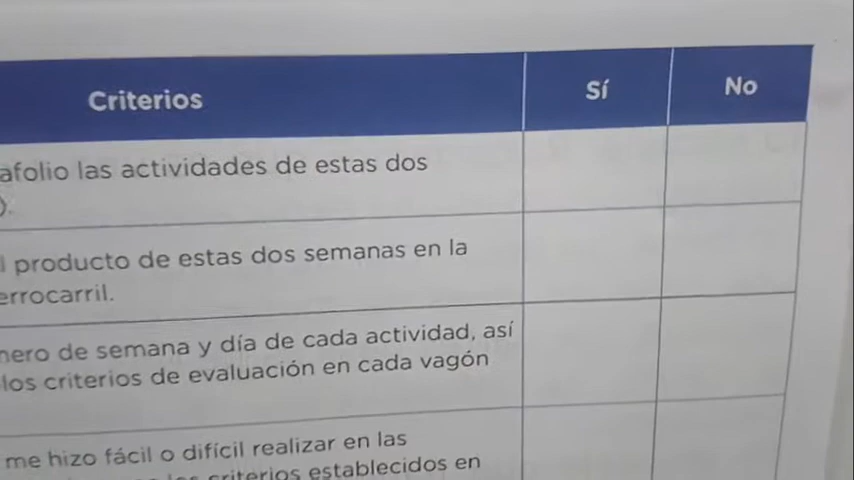 Criterios Sí No
afolio las actividades de estas dos
).
producto de estas dos semanas en la
errocarril.
nero de semana y día de cada actividad, así
los criterios de evaluación en cada vagón
me hizo fácil o difícil realizar en las
criterios establecidos en